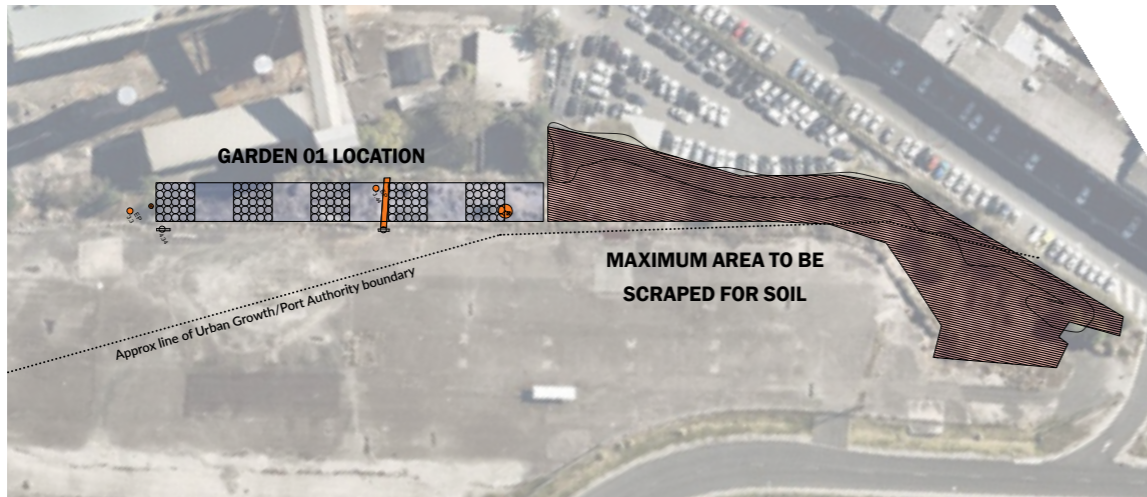 GARDEN 01 LOCATION
MAXIMUM AREA TO BE
SCRAPED FOR SOIL
Approx line of Urban Growth/Port Authority boundary